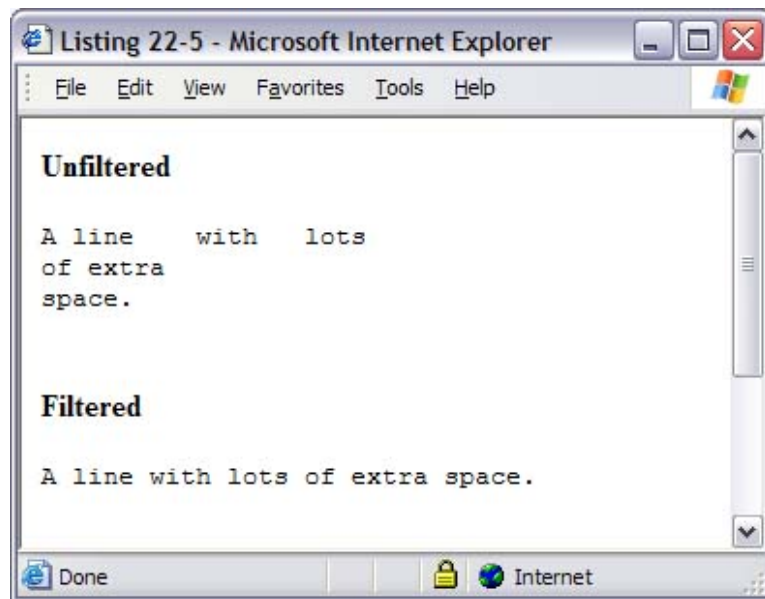 Listing 22-5 - Microsoft Internet Explorer
File Edit View Favorites Tools Help
Unfiltered
A line    with   lots
of extra
space.
Filtered
A line with lots of extra space.
Done Internet